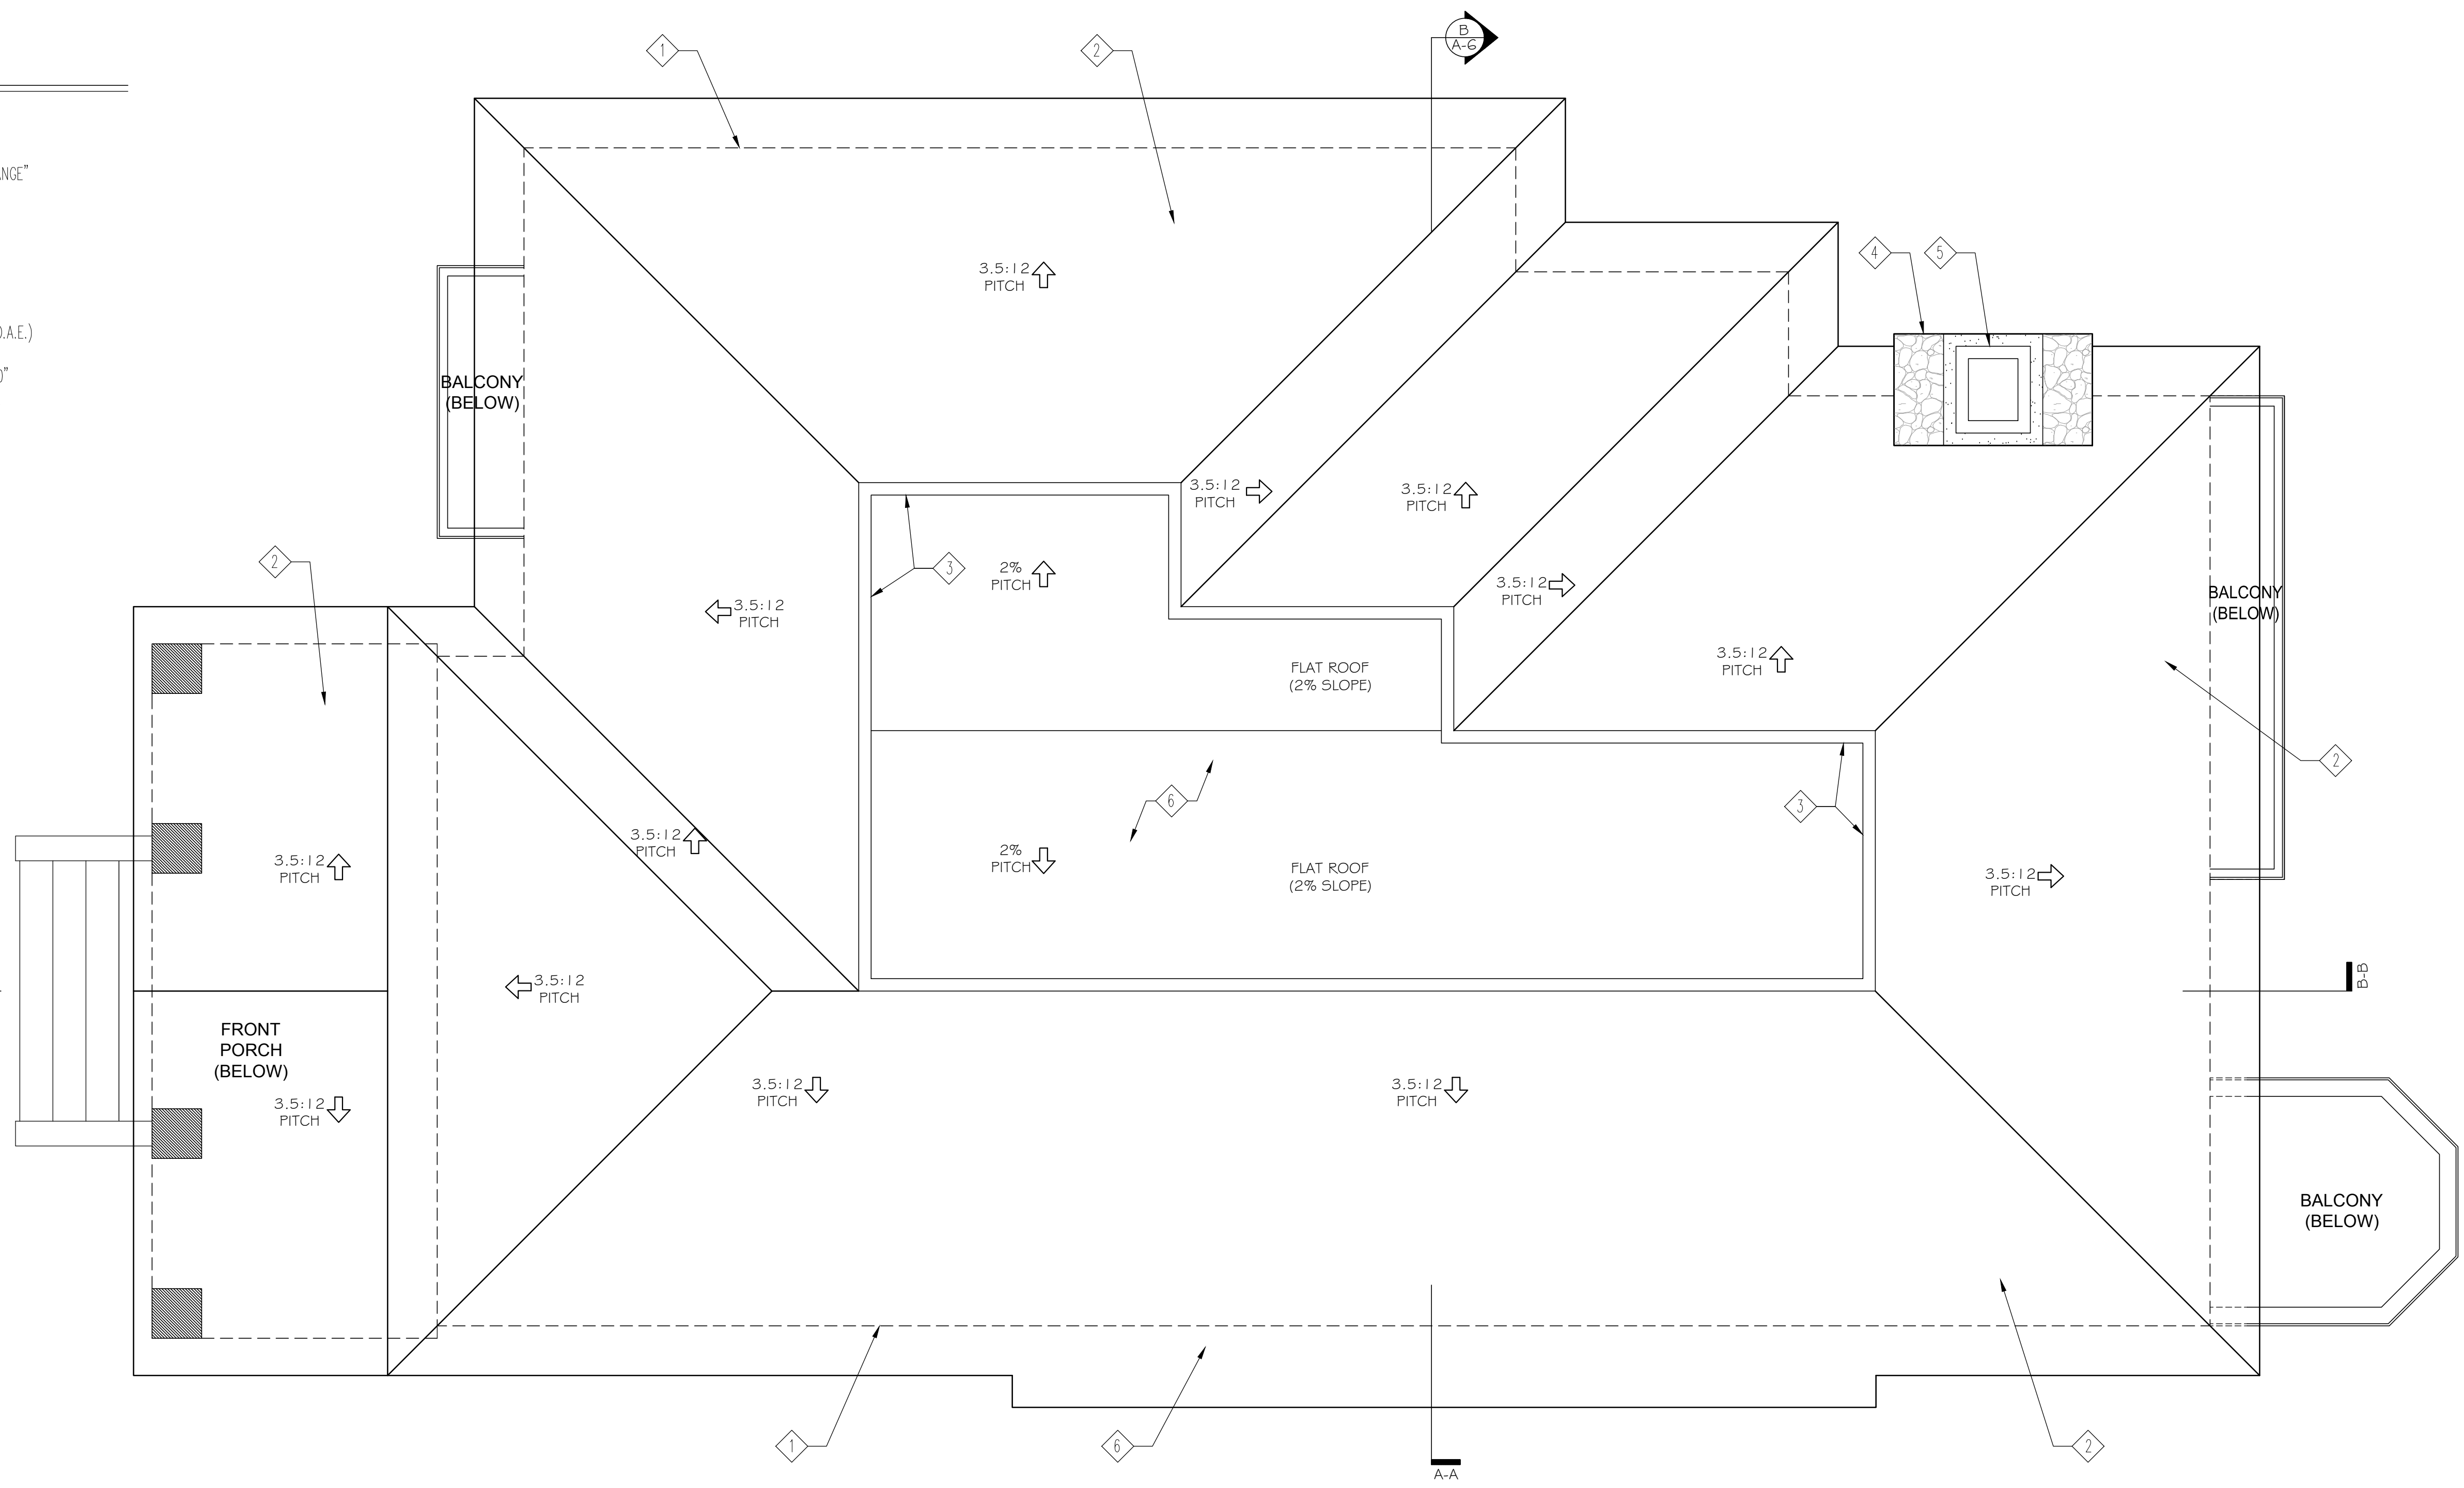 B
A-6
1
2
ANGE"
4
5
O.A.E.)
3.5:12
PITCH
BALCONY
(BELOW)
3.5:12
PITCH
3.5:12
PITCH
2
3
2%
PITCH
3.5:12
PITCH
3.5:12
PITCH
BALCONY
(BELOW)
FLAT ROOF
(2% SLOPE)
3.5:12
PITCH
2
6
3
3.5:12
PITCH
3.5:12
PITCH
2%
PITCH
FLAT ROOF
(2% SLOPE)
3.5:12
PITCH
3.5:12
PITCH
B-B
FRONT
PORCH
(BELOW)
3.5:12
PITCH
3.5:12
PITCH
3.5:12
PITCH
BALCONY
(BELOW)
1
6
2
A-A